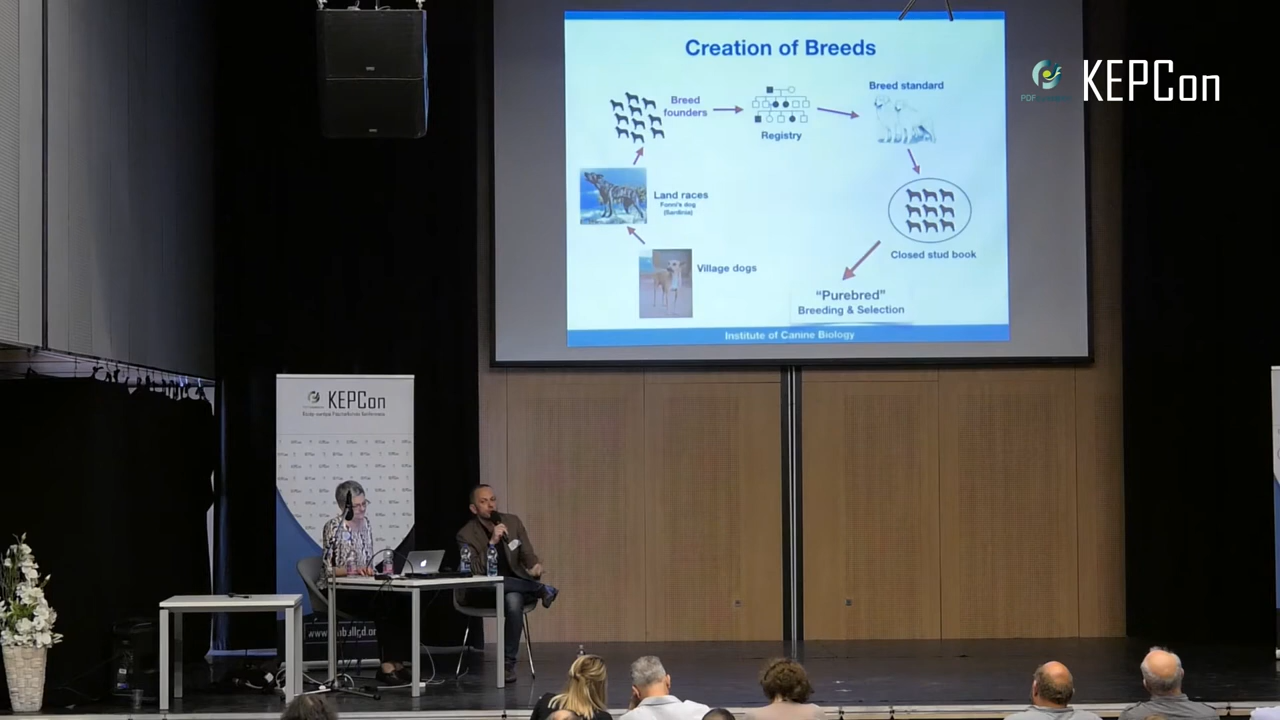 Creation of Breeds
Breed
founders
Registry
Breed standard
Land races
Fonni's dog
(Sardinia)
Village dogs
Closed stud book
"Purebred"
Breeding & Selection
Institute of Canine Biology
KEPCon
KEPCon